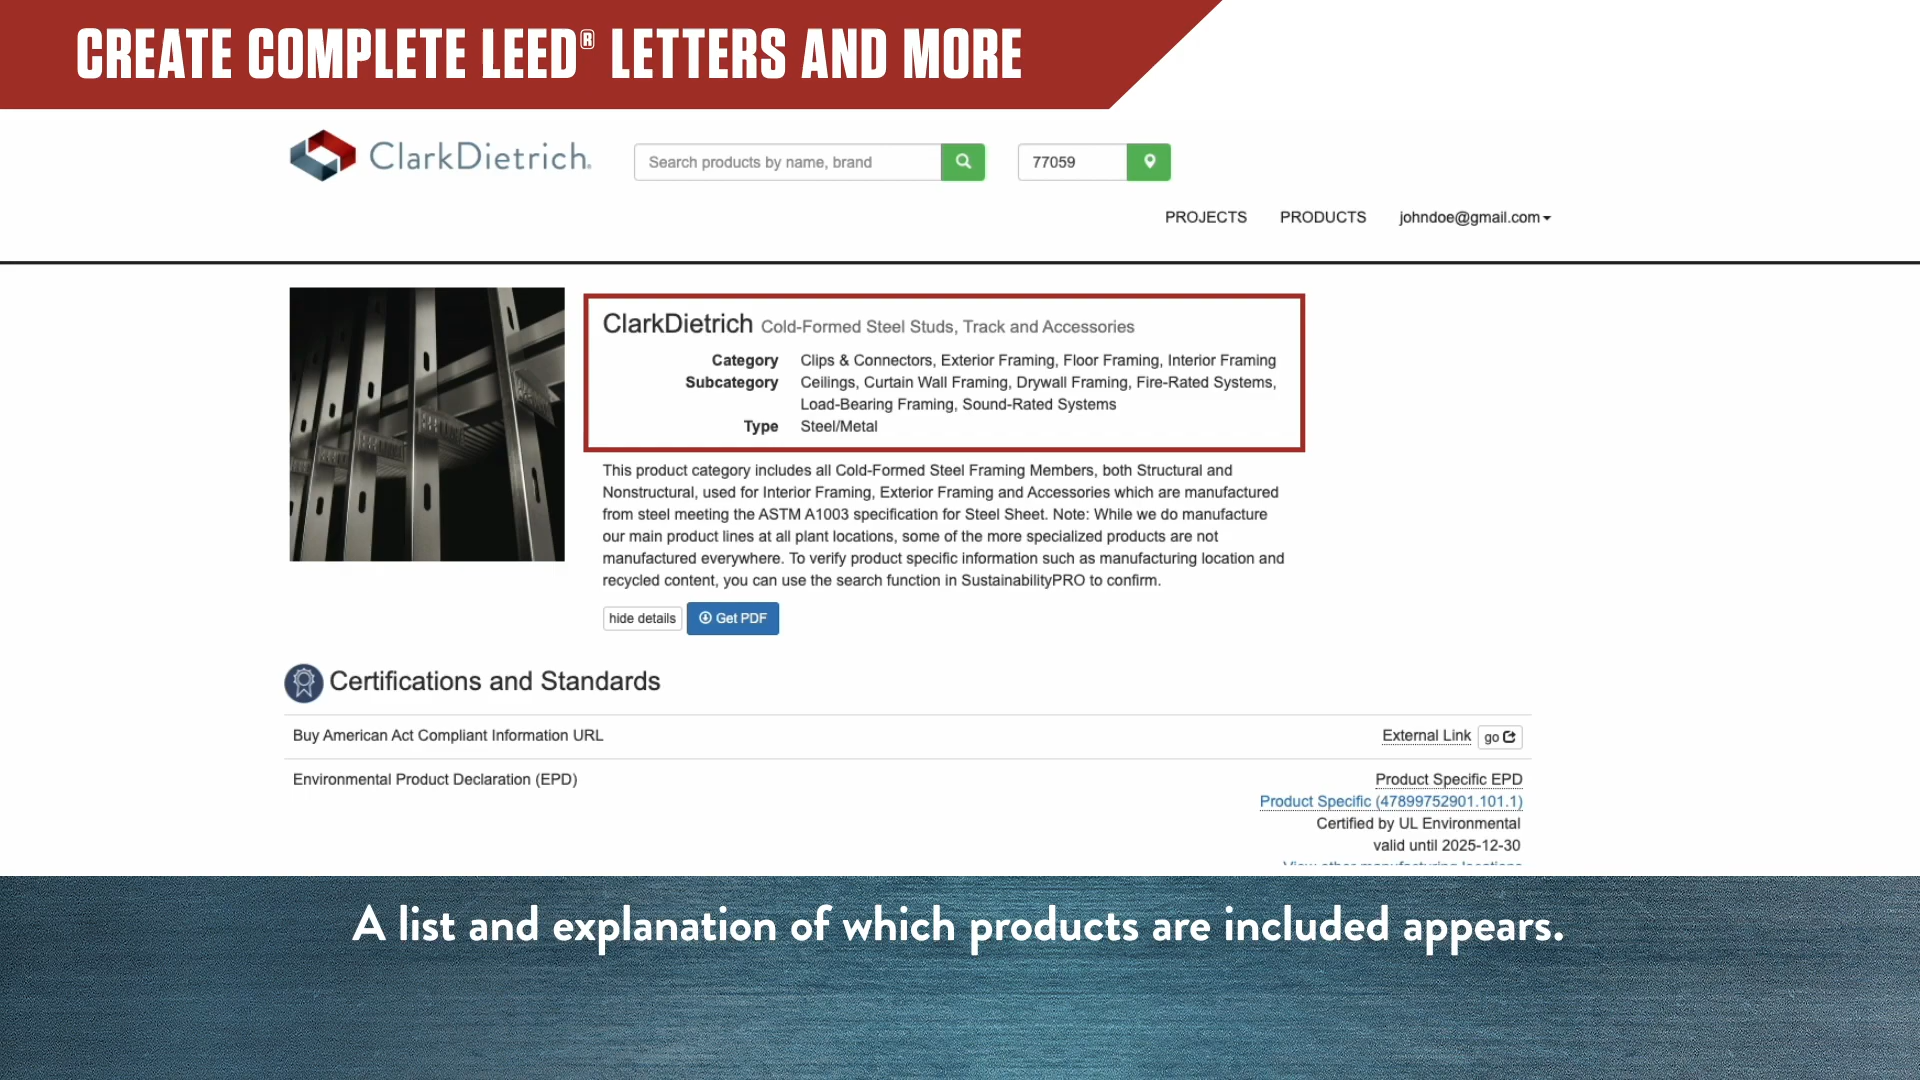 CREATE COMPLETE LEED® LETTERS AND MORE
ClarkDietrich®
Search products by name, brand
77059
PROJECTS
PRODUCTS
johndoe@gmail.com
ClarkDietrich Cold-Formed Steel Studs, Track and Accessories
Category Clips & Connectors, Exterior Framing, Floor Framing, Interior Framing
Subcategory Ceilings, Curtain Wall Framing, Drywall Framing, Fire-Rated Systems,
Load-Bearing Framing, Sound-Rated Systems
Type Steel/Metal
This product category includes all Cold-Formed Steel Framing Members, both Structural and
Nonstructural, used for Interior Framing, Exterior Framing and Accessories which are manufactured
from steel meeting the ASTM A1003 specification for Steel Sheet. Note: While we do manufacture
our main product lines at all plant locations, some of the more specialized products are not
manufactured everywhere. To verify product specific information such as manufacturing location and
recycled content, you can use the search function in SustainabilityPRO to confirm.
hide details
Get PDF
Certifications and Standards
Buy American Act Compliant Information URL
External Link go
Environmental Product Declaration (EPD)
Product Specific EPD
Product Specific (47899752901.101.1)
Certified by UL Environmental
valid until 2025-12-30
View other manufacturing locations
A list and explanation of which products are included appears.